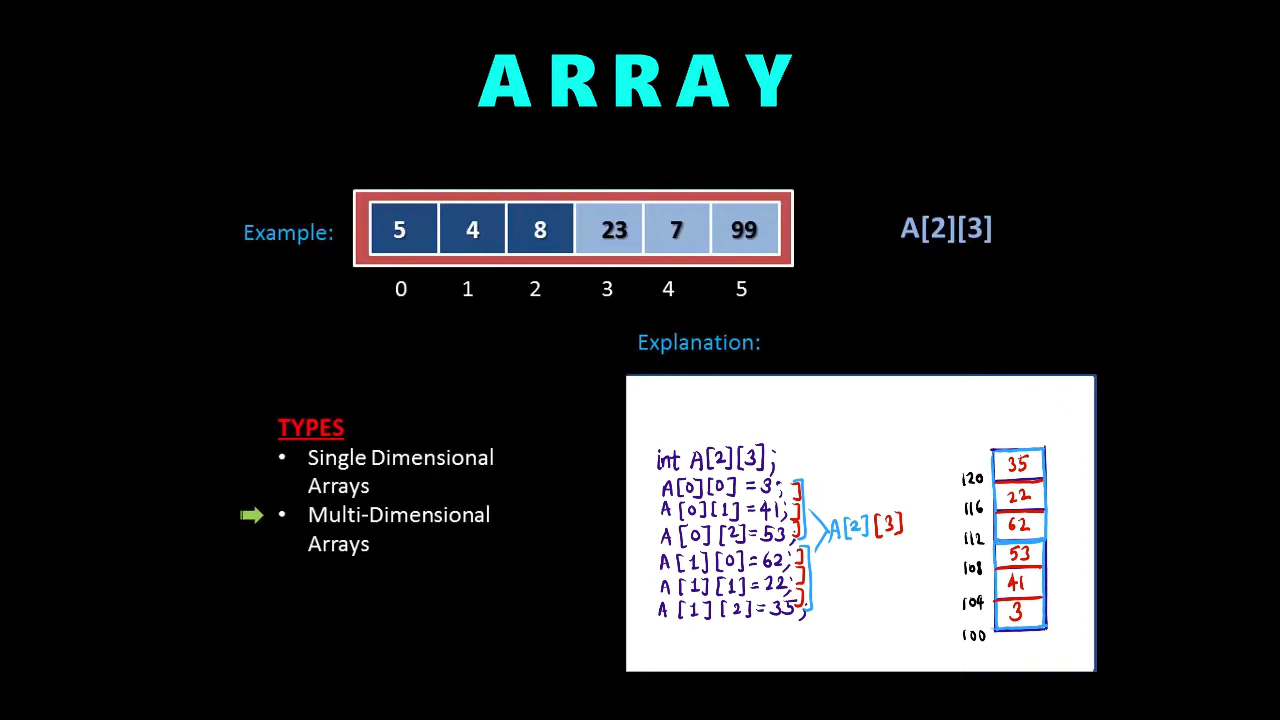 ARRAY
Example:
5 4 8 23 7 99
A[2][3]
0 1 2 3 4 5
Explanation:
TYPES
• Single Dimensional
Arrays
• Multi-Dimensional
Arrays
int A[2][3];
A[0][0] = 3;
A[0][1] = 41;
A[0][2] = 53;
A[1][0] = 62;
A[1][1] = 22;
A[1][2] = 35;
A[2][3]
35
120
22
116
62
112
53
108
41
104
3
100